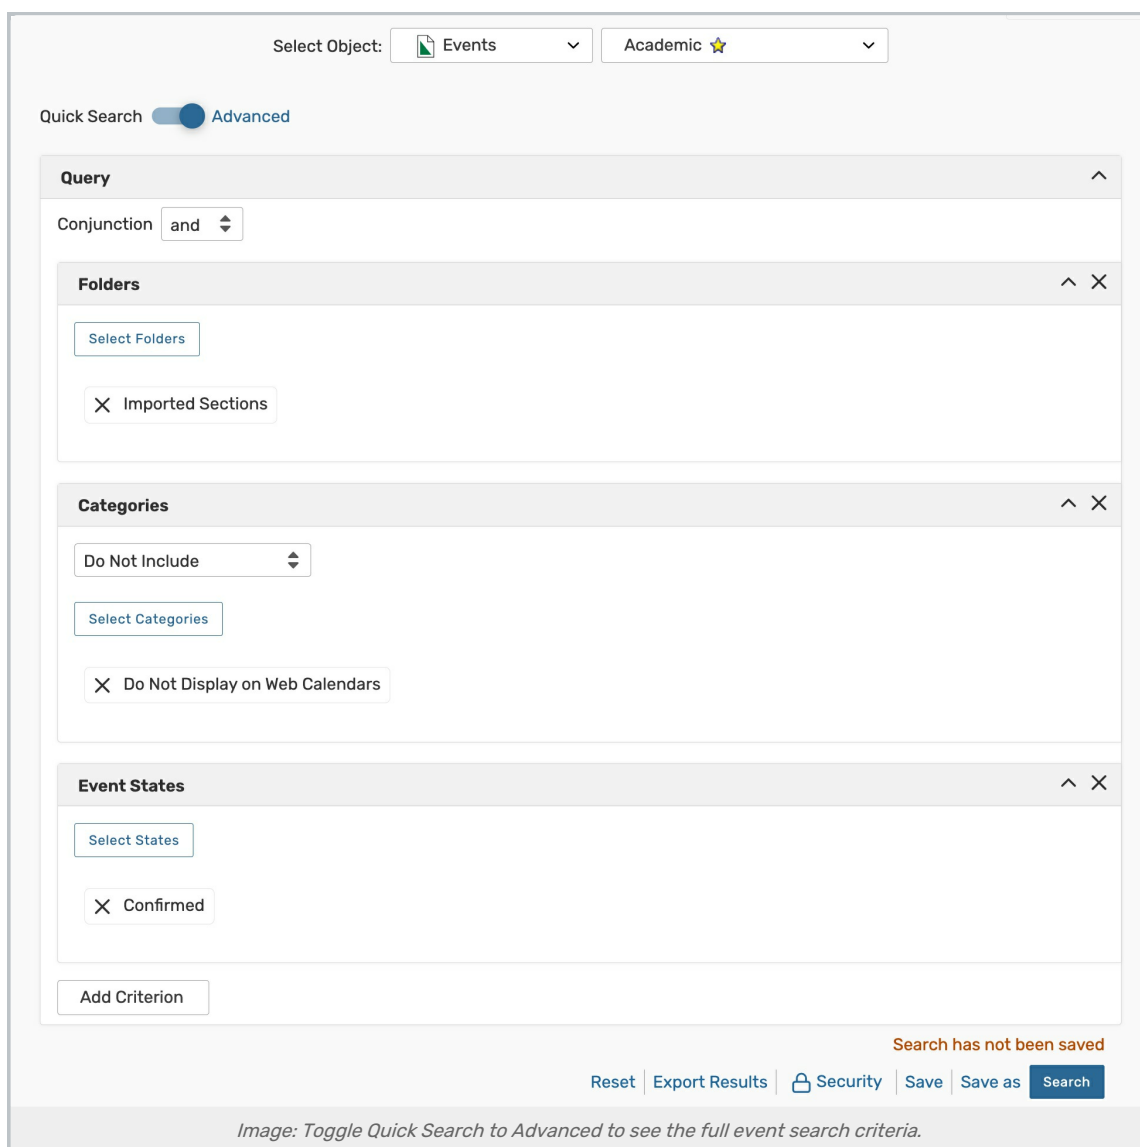 Select Object: Events Academic
Quick Search Advanced
Query
Conjunction and
Folders
Select Folders
Imported Sections
Categories
Do Not Include
Select Categories
Do Not Display on Web Calendars
Event States
Select States
Confirmed
Add Criterion
Search has not been saved
Reset Export Results Security Save Save as Search
Image: Toggle Quick Search to Advanced to see the full event search criteria.